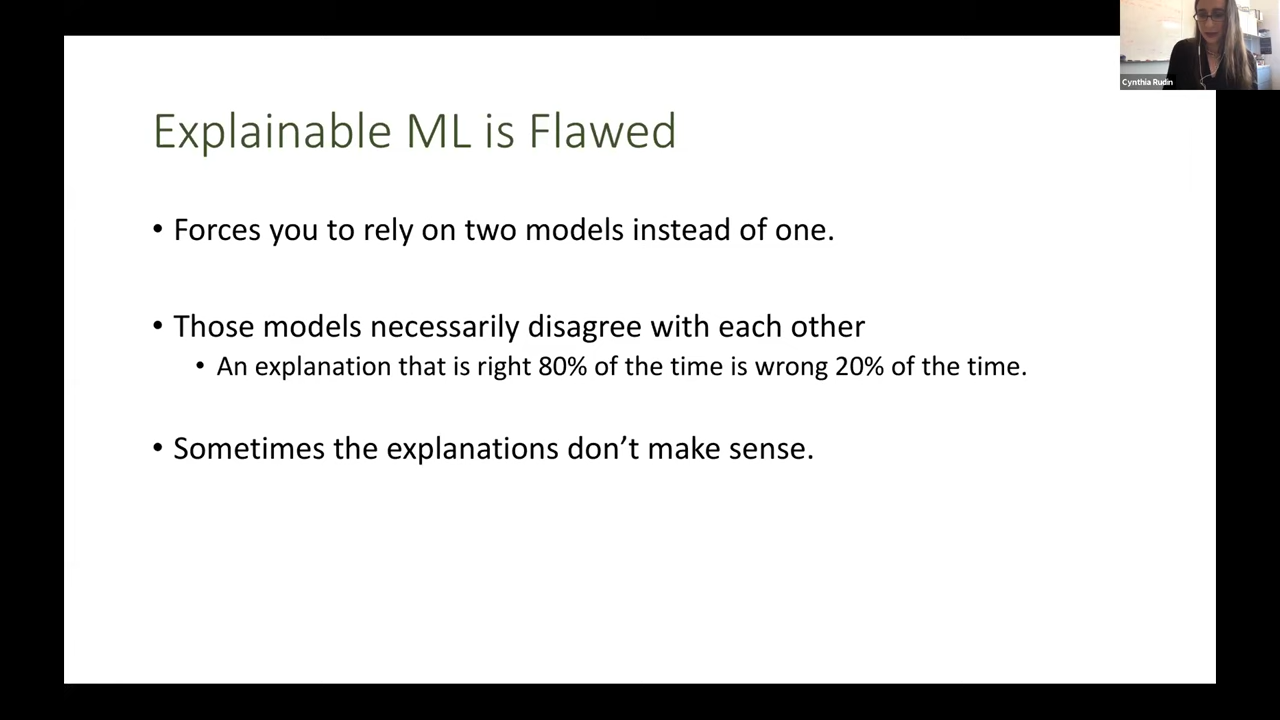 Cynthia Rudin
Explainable ML is Flawed
• Forces you to rely on two models instead of one.
• Those models necessarily disagree with each other
• An explanation that is right 80% of the time is wrong 20% of the time.
• Sometimes the explanations don’t make sense.